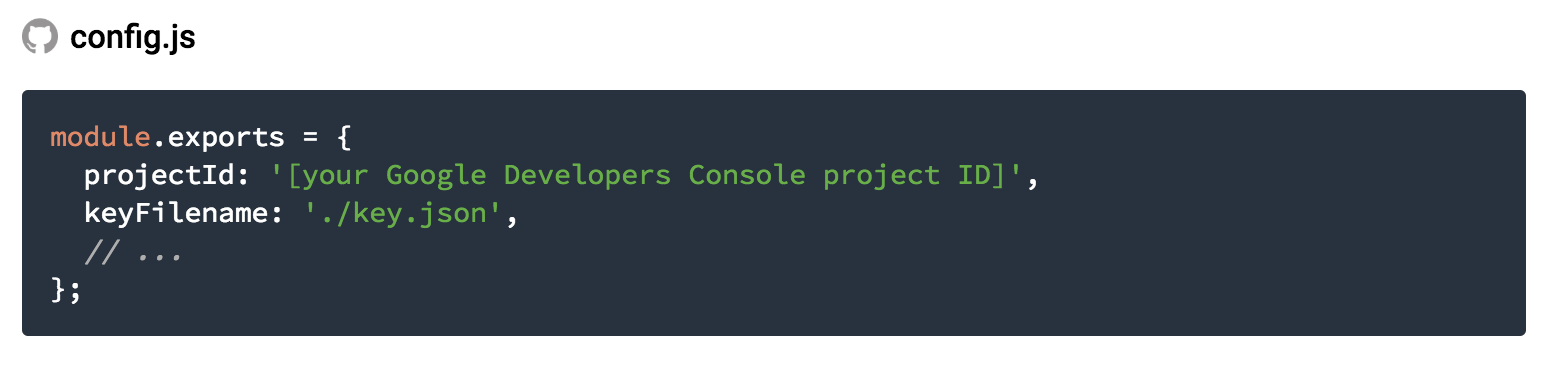 config.js
module.exports = {
  projectId: '[your Google Developers Console project ID]',
  keyFilename: './key.json',
  // ...
};